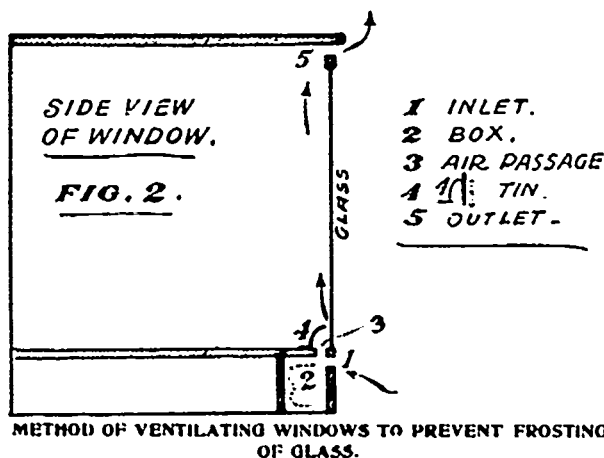 5
SIDE VIEW
OF WINDOW.
FIG. 2.
GLASS
1 INLET.
2 BOX.
3 AIR PASSAGE
4 TIN.
5 OUTLET-
4
3
2
1
METHOD OF VENTILATING WINDOWS TO PREVENT FROSTING
OF GLASS.